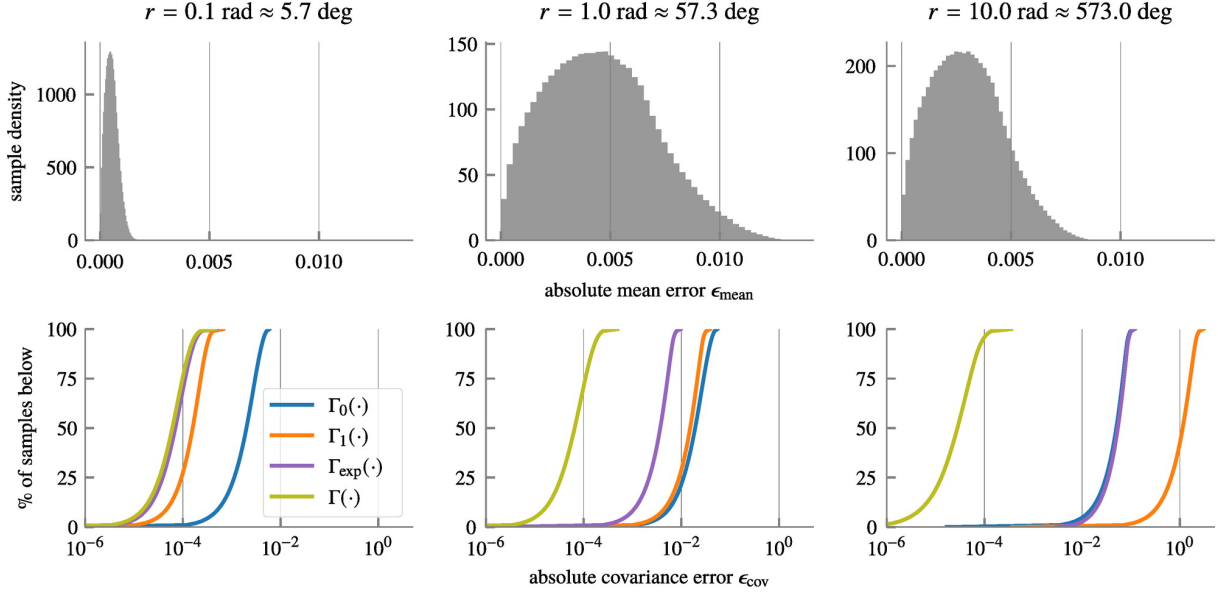 r = 0.1 rad ≈ 5.7 deg
r = 1.0 rad ≈ 57.3 deg
r = 10.0 rad ≈ 573.0 deg
sample density
1000
500
0
0.000 0.005 0.010
150
100
50
0
0.000 0.005 0.010
200
100
0
0.000 0.005 0.010
absolute mean error ϵmean
% of samples below
100
75
50
25
0
10⁻⁶ 10⁻⁴ 10⁻² 10⁰
Γ₀(·)
Γ₁(·)
Γexp(·)
Γ(·)
100
75
50
25
0
10⁻⁶ 10⁻⁴ 10⁻² 10⁰
100
75
50
25
0
10⁻⁶ 10⁻⁴ 10⁻² 10⁰
absolute covariance error ϵcov